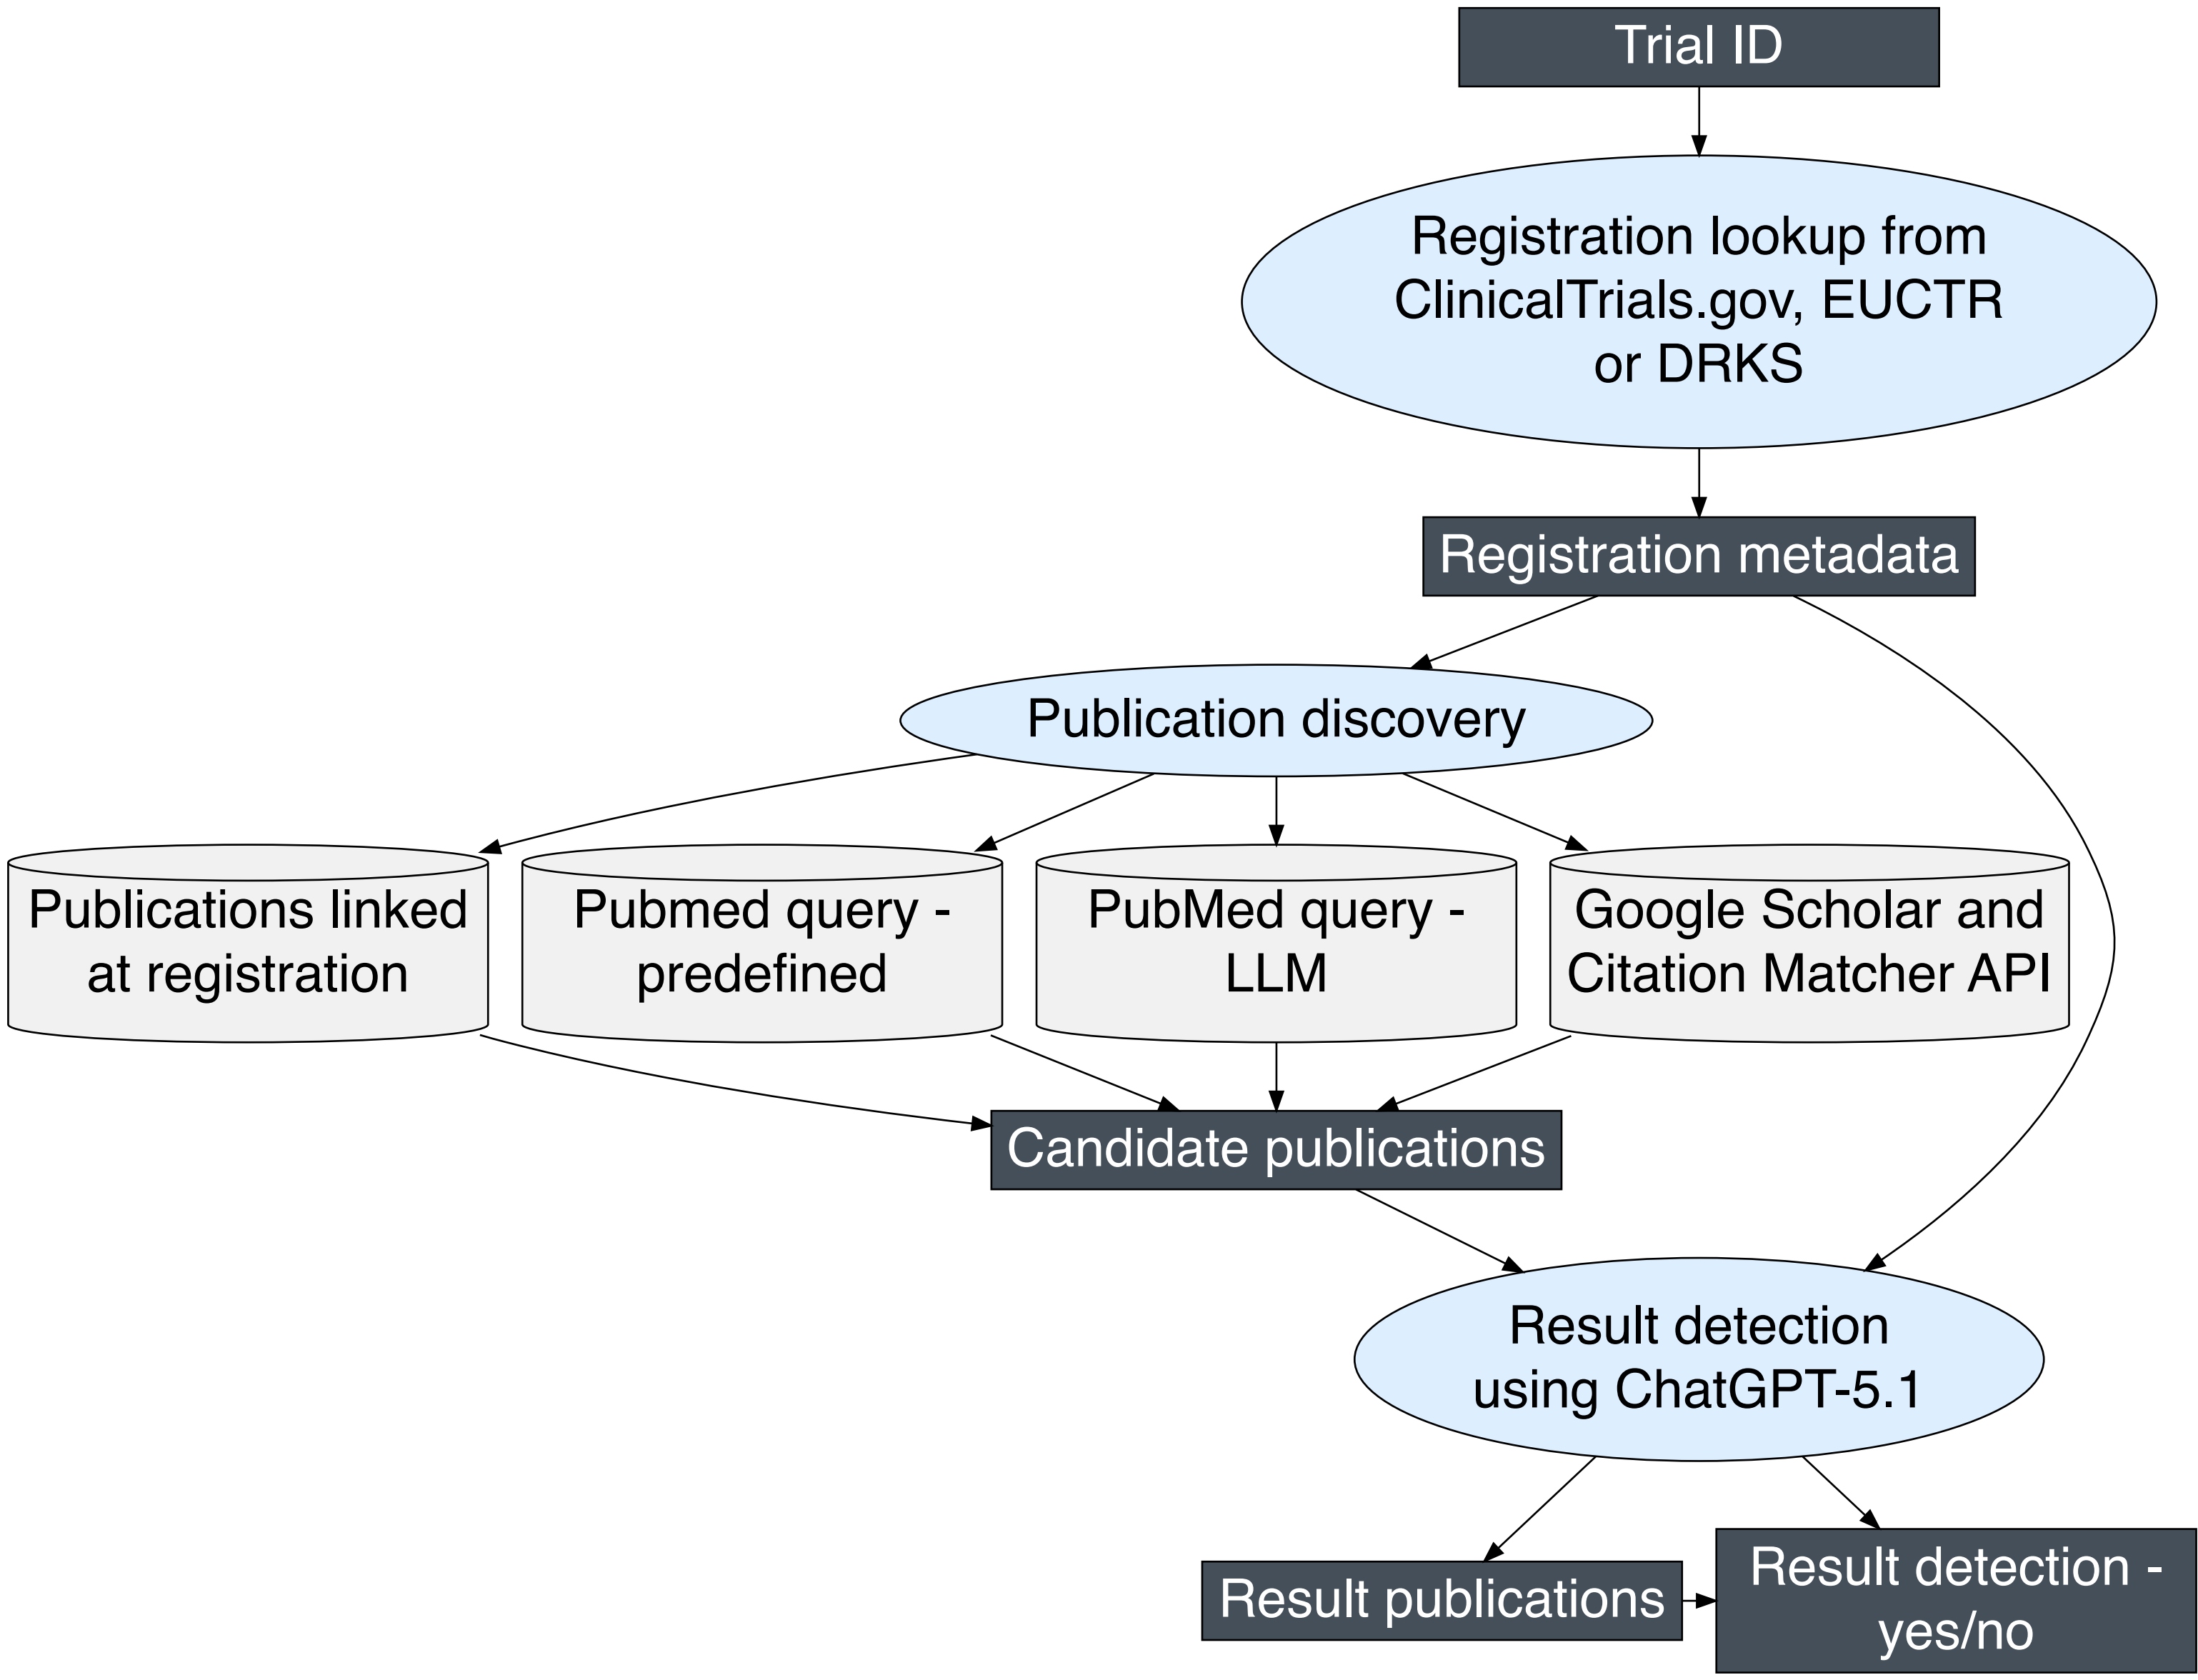 Trial ID
Registration lookup from
ClinicalTrials.gov, EUCTR
or DRKS
Registration metadata
Publication discovery
Publications linked
at registration
Pubmed query -
predefined
PubMed query -
LLM
Google Scholar and
Citation Matcher API
Candidate publications
Result detection
using ChatGPT-5.1
Result publications
Result detection -
yes/no